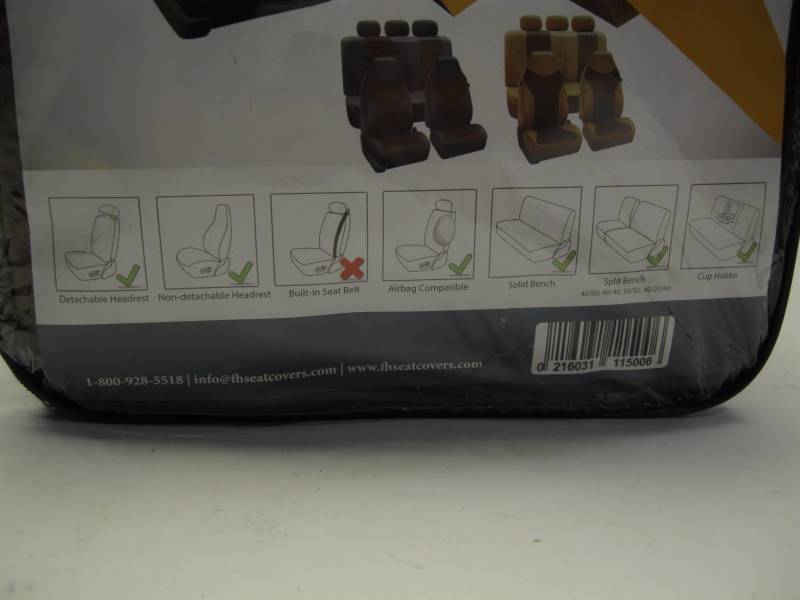 Detachable Headrest
Non-detachable Headrest
Built-in Seat Belt
Airbag Compatible
Solid Bench
Split Bench
40/60, 60/40, 50/50, 40/20/40
Cup Holder
1-800-928-5518 | info@fhseatcovers.com | www.fhseatcovers.com
0 216031 115006